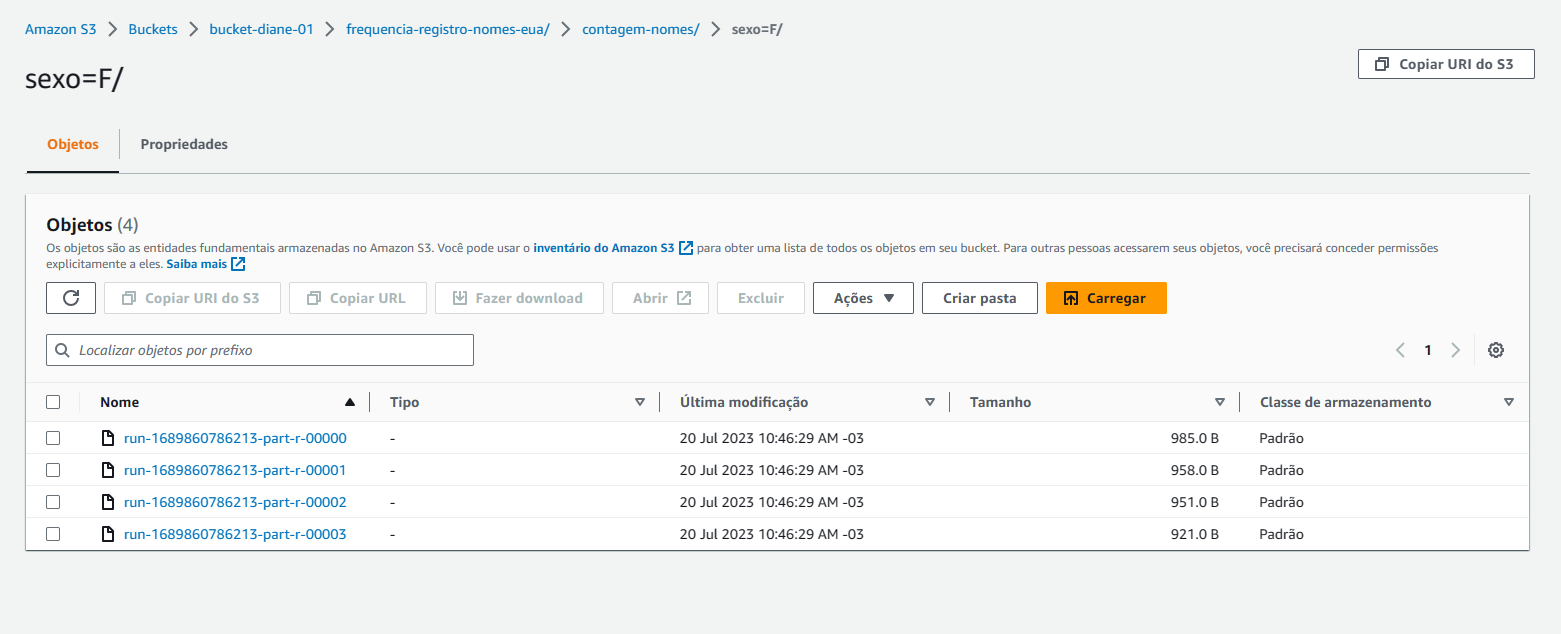 Amazon S3 > Buckets > bucket-diane-01 > frequencia-registro-nomes-eua/ > contagem-nomes/ > sexo=F/
sexo=F/
Copiar URI do S3
Objetos
Propriedades
Objetos (4)
Os objetos são as entidades fundamentais armazenadas no Amazon S3. Você pode usar o inventário do Amazon S3 para obter uma lista de todos os objetos em seu bucket. Para outras pessoas acessarem seus objetos, você precisará conceder permissões
explicitamente a eles. Saiba mais
Copiar URI do S3 Copiar URL Fazer download Abrir Excluir Ações Criar pasta Carregar
Localizar objetos por prefixo
1
Nome Tipo Última modificação Tamanho Classe de armazenamento
run-1689860786213-part-r-00000 - 20 Jul 2023 10:46:29 AM -03 985.0 B Padrão
run-1689860786213-part-r-00001 - 20 Jul 2023 10:46:29 AM -03 958.0 B Padrão
run-1689860786213-part-r-00002 - 20 Jul 2023 10:46:29 AM -03 951.0 B Padrão
run-1689860786213-part-r-00003 - 20 Jul 2023 10:46:29 AM -03 921.0 B Padrão